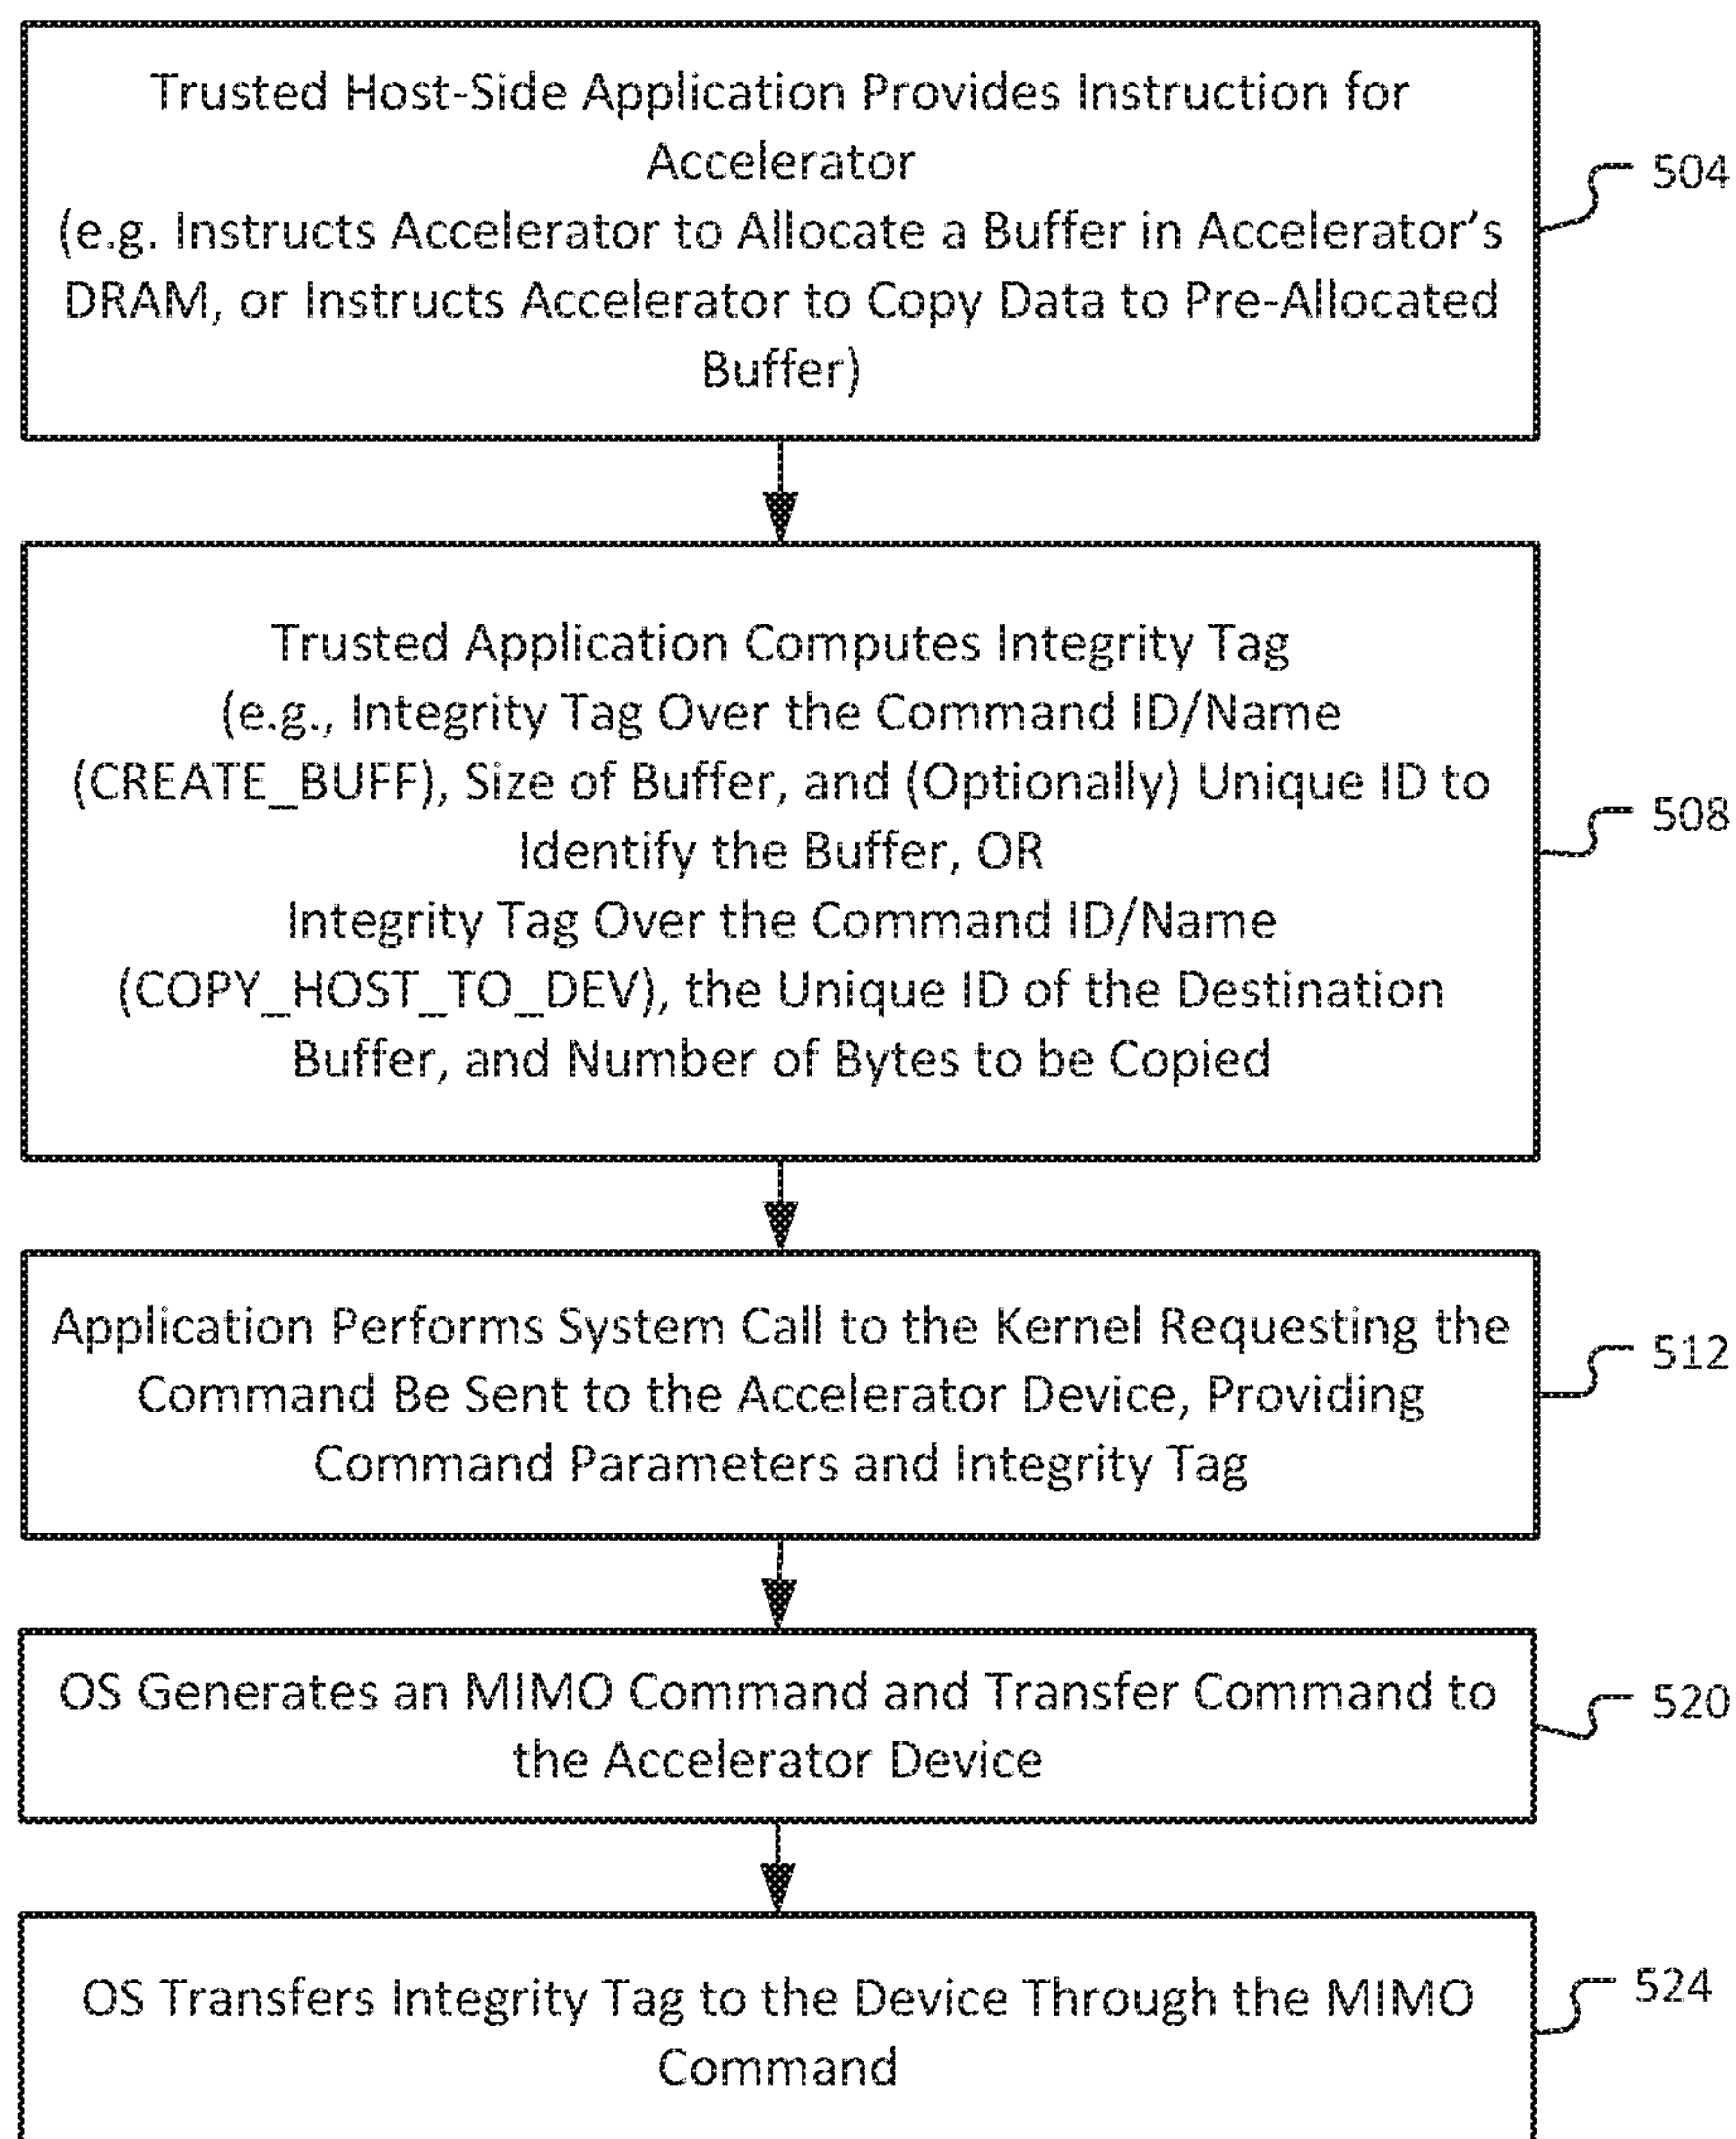 Trusted Host-Side Application Provides Instruction for
Accelerator
(e.g. Instructs Accelerator to Allocate a Buffer in Accelerator's
DRAM, or Instructs Accelerator to Copy Data to Pre-Allocated
Buffer)
504
Trusted Application Computes Integrity Tag
(e.g., Integrity Tag Over the Command ID/Name
(CREATE_BUFF), Size of Buffer, and (Optionally) Unique ID to
Identify the Buffer, OR
Integrity Tag Over the Command ID/Name
(COPY_HOST_TO_DEV), the Unique ID of the Destination
Buffer, and Number of Bytes to be Copied
508
Application Performs System Call to the Kernel Requesting the
Command Be Sent to the Accelerator Device, Providing
Command Parameters and Integrity Tag
512
OS Generates an MIMO Command and Transfer Command to
the Accelerator Device
520
OS Transfers Integrity Tag to the Device Through the MIMO
Command
524